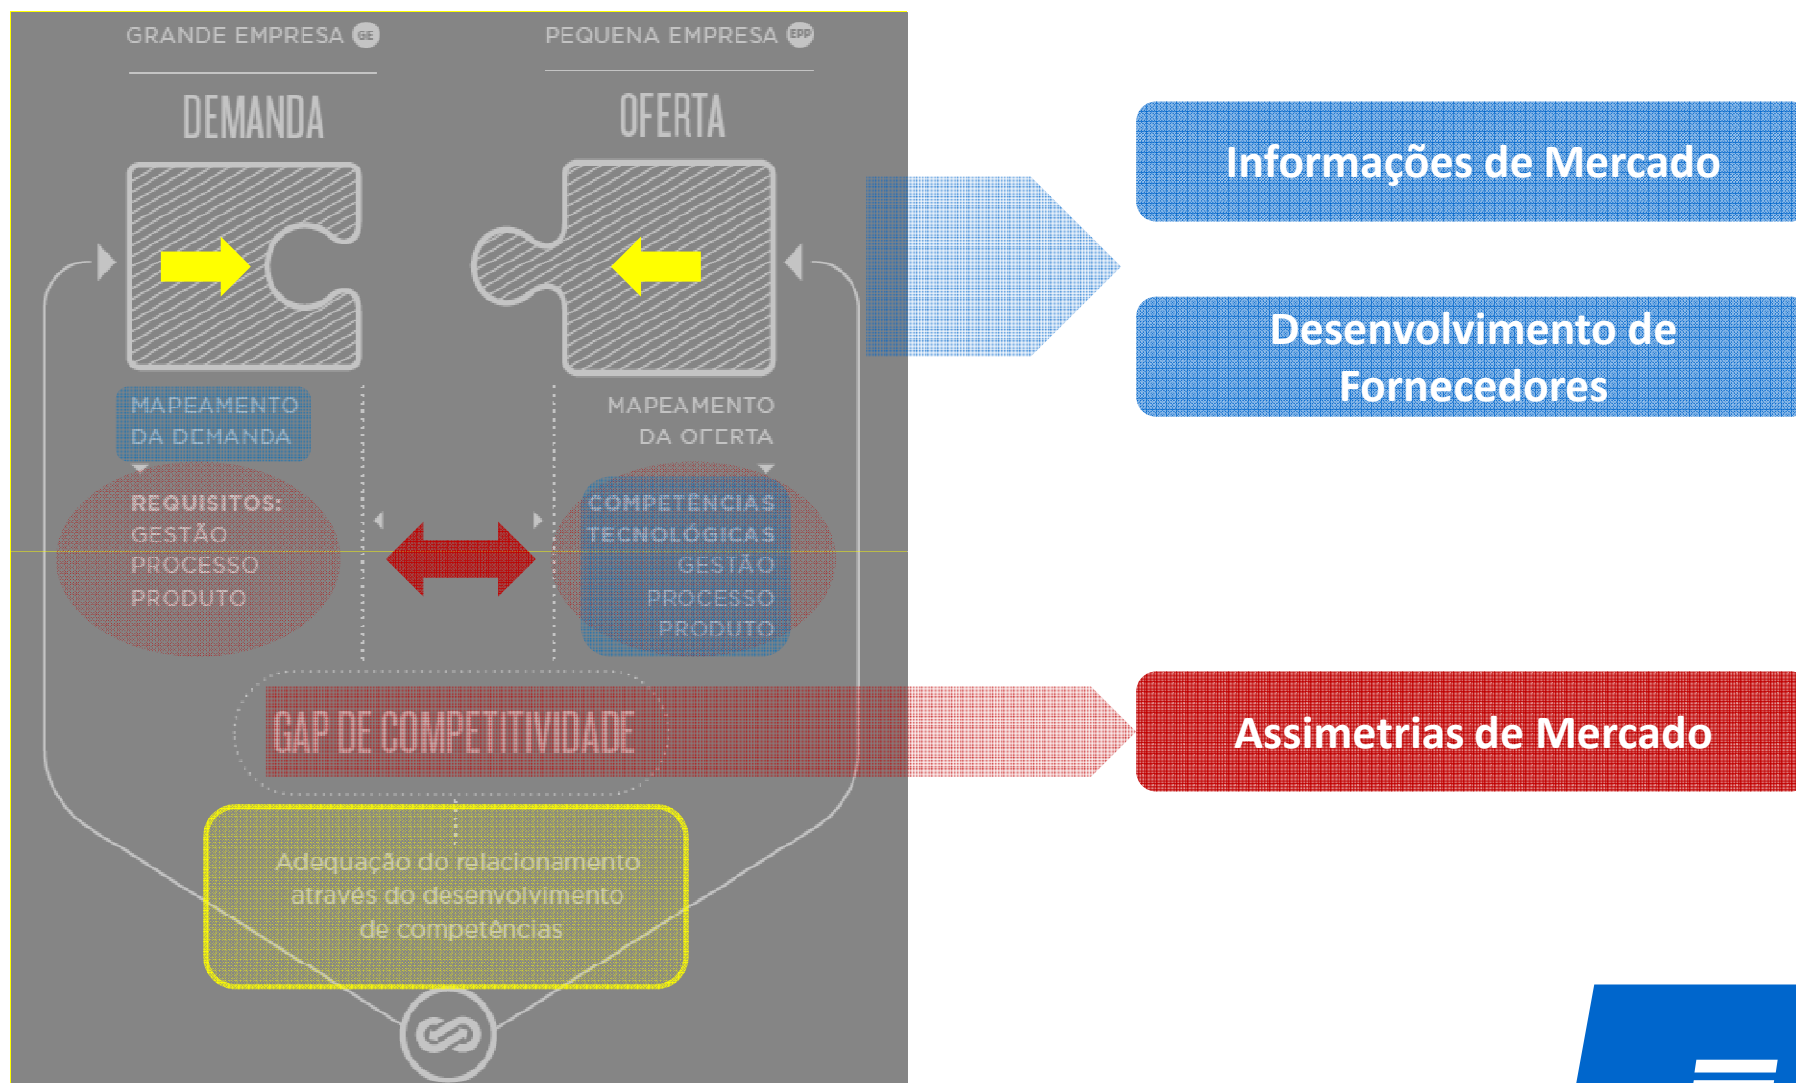 GRANDE EMPRESA GE
PEQUENA EMPRESA EPP
DEMANDA
OFERTA
MAPEAMENTO
DA DEMANDA
MAPEAMENTO
DA OFERTA
REQUISITOS:
GESTÃO
PROCESSO
PRODUTO
COMPETÊNCIAS
TECNOLÓGICAS
GESTÃO
PROCESSO
PRODUTO
GAP DE COMPETITIVIDADE
Adequação do relacionamento
através do desenvolvimento
de competências
Informações de Mercado
Desenvolvimento de
Fornecedores
Assimetrias de Mercado